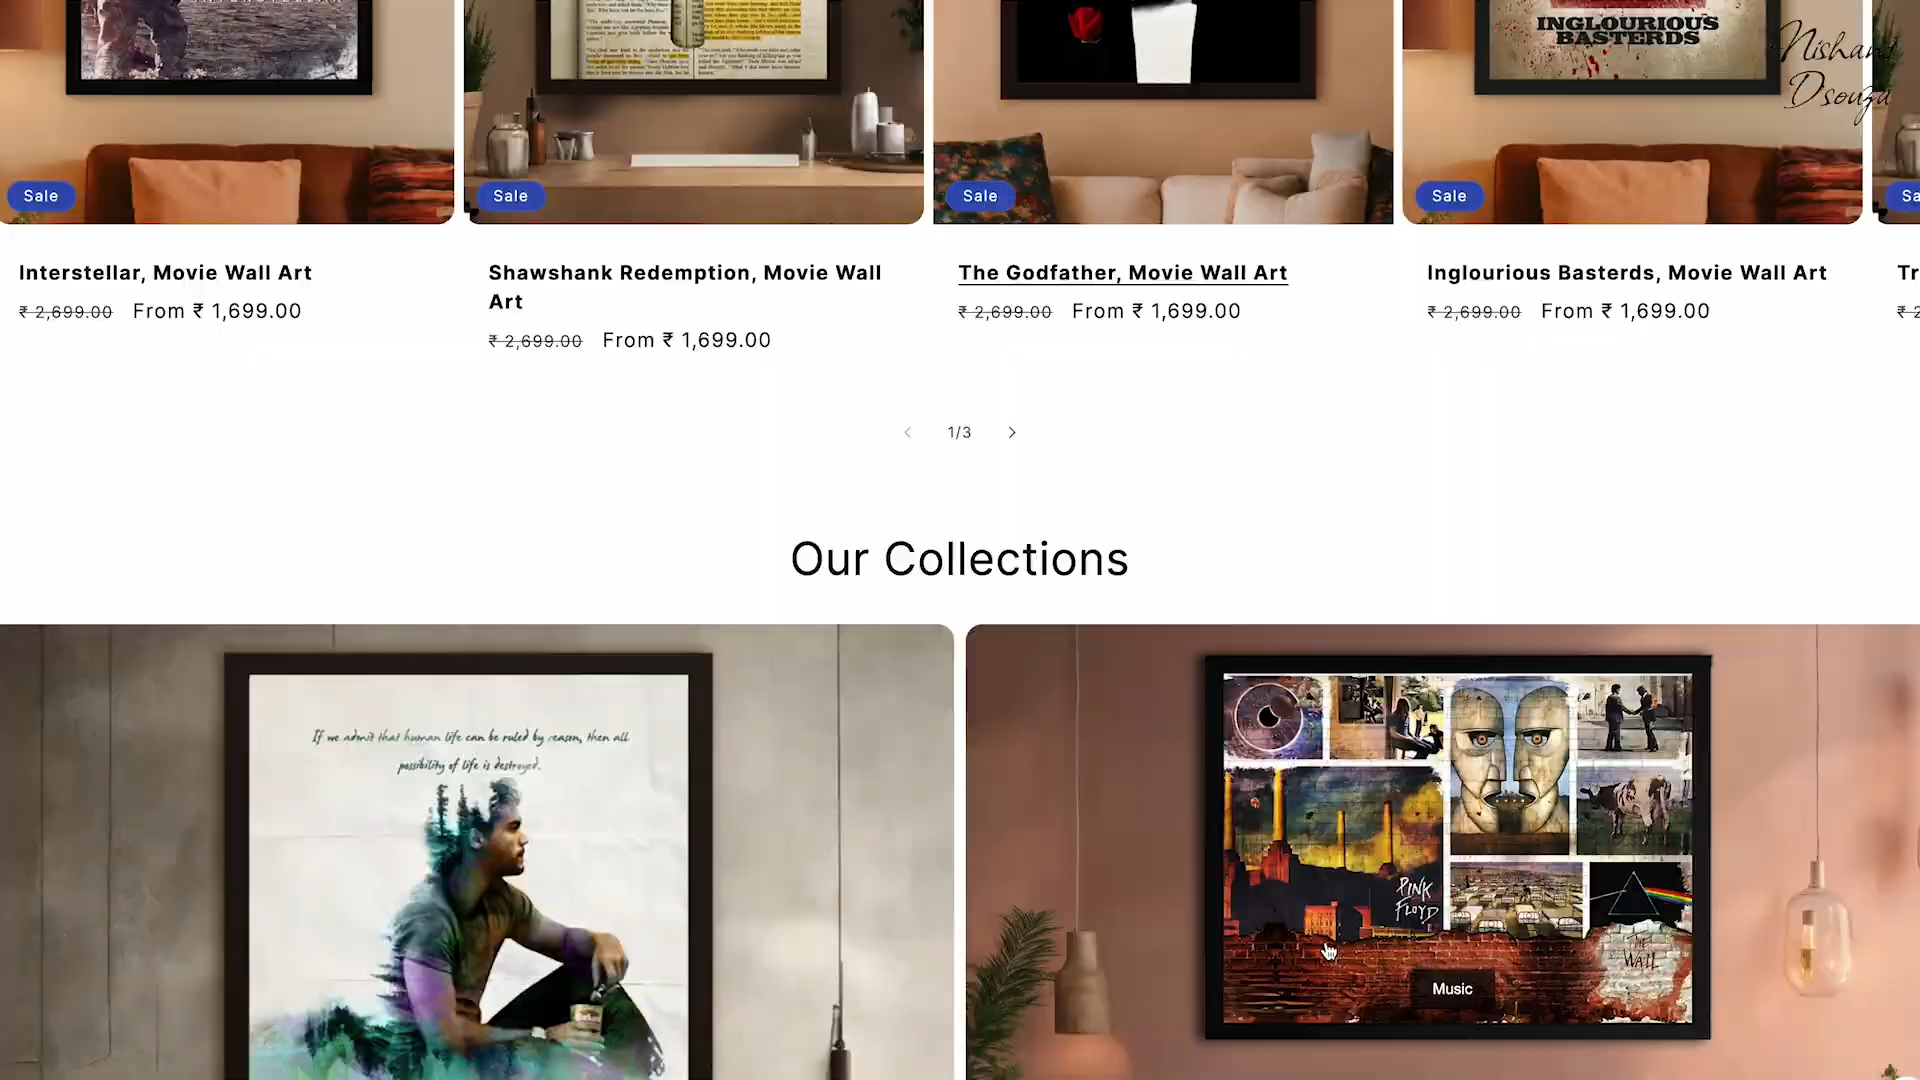 INGLOURIOUS
BASTERDS
Nishant
Dsouza
Sale
Sale
Sale
Sale
Sa
Interstellar, Movie Wall Art
₹ 2,699.00 From ₹ 1,699.00
Shawshank Redemption, Movie Wall
Art
₹ 2,699.00 From ₹ 1,699.00
The Godfather, Movie Wall Art
₹ 2,699.00 From ₹ 1,699.00
Inglourious Basterds, Movie Wall Art
₹ 2,699.00 From ₹ 1,699.00
Tr
₹ 2
1/3
Our Collections
If we admit that human life can be ruled by reason, then all
possibility of life is destroyed.
PINK
FLOYD
THE
WALL
Music